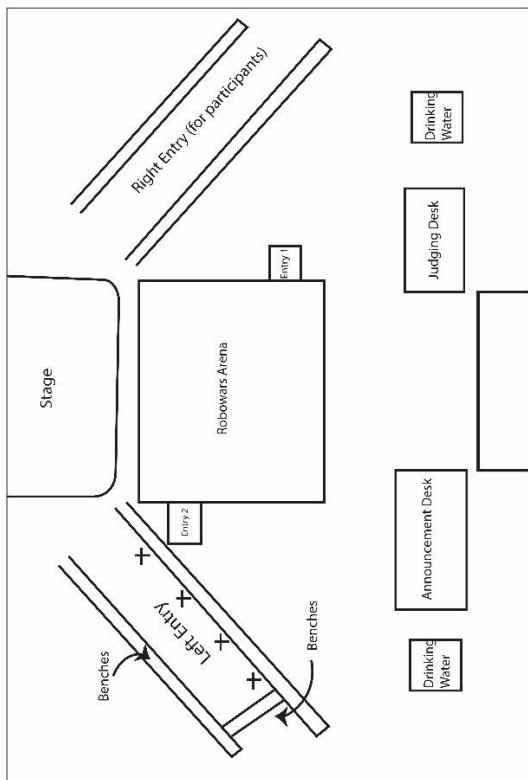 Stage
Right Entry (for participants)
Robowars Arena
Entry 1
Entry 2
Left Entry
Benches
Benches
Drinking
Water
Judging Desk
Announcement Desk
Drinking
Water